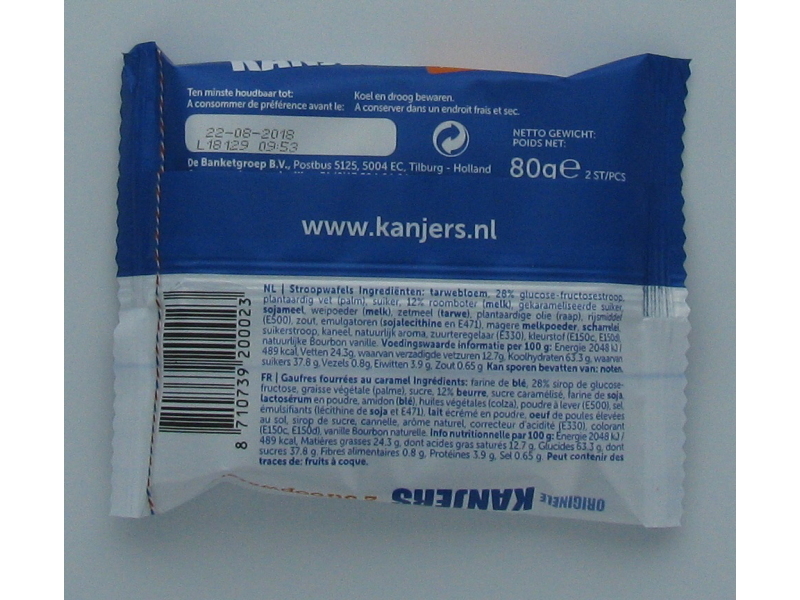 Ten minste houdbaar tot:
A consommer de préférence avant le:
Koel en droog bewaren.
A conserver dans un endroit frais et sec.
22-08-2018
L18129 09:53
NETTO GEWICHT:
POIDS NET:
80g℮ 2 ST/PCS
De Banketgroep B.V., Postbus 5125, 5004 EC, Tilburg - Holland
www.kanjers.nl
NL | Stroopwafels Ingrediënten: tarwebloem, 28% glucose-fructosestroop,
plantaardig vet (palm), suiker, 12% roomboter (melk), gekarameliseerde suiker,
sojameel, weipoeder (melk), zetmeel (tarwe), plantaardige olie (raap), rijsmiddel
(E500), zout, emulgatoren (sojalecithine en E471), magere melkpoeder, scharrelei,
suikerstroop, kaneel, natuurlijk aroma, zuurteregelaar (E330), kleurstof (E150c, E150d),
natuurlijke Bourbon vanille. Voedingswaarde informatie per 100 g: Energie 2048 kJ /
489 kcal, Vetten 24.3g, waarvan verzadigde vetzuren 12.7g, Koolhydraten 63.3 g, waarvan
suikers 37.8 g, Vezels 0.8g, Eiwitten 3.9 g, Zout 0.65 g Kan sporen bevatten van: noten.
FR | Gaufres fourrées au caramel Ingrédients: farine de blé, 28% sirop de glucose-
fructose, graisse végétale (palme), sucre, 12% beurre, sucre caramélisé, farine de soja,
lactosérum en poudre, amidon (blé), huiles végétales (colza), poudre à lever (E500), sel,
émulsifiants (lécithine de soja et E471), lait écrémé en poudre, oeuf de poules élevées
au sol, sirop de sucre, cannelle, arôme naturel, correcteur d'acidité (E330), colorant
(E150c, E150d), vanille Bourbon naturelle. Info nutritionnelle par 100 g: Énergie 2048 kJ /
489 kcal, Matières grasses 24.3 g, dont acides gras saturés 12.7 g, Glucides 63.3 g, dont
sucres 37.8 g, Fibres alimentaires 0.8 g, Protéines 3.9 g, Sel 0.65 g. Peut contenir des
traces de: fruits à coque.
8 710739 200023
ORIGINELE KANJERS